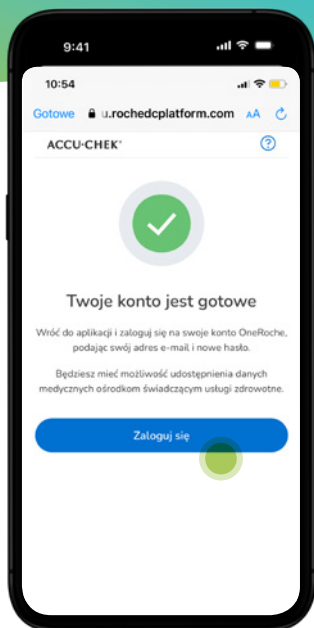 9:41
10:54
Gotowe u.rochedcplatform.com AA
ACCU-CHEK®
Twoje konto jest gotowe
Wróć do aplikacji i zaloguj się na swoje konto OneRoche,
podając swój adres e-mail i nowe hasło.
Będziesz mieć możliwość udostępnienia danych
medycznych ośrodkom świadczącym usługi zdrowotne.
Zaloguj się